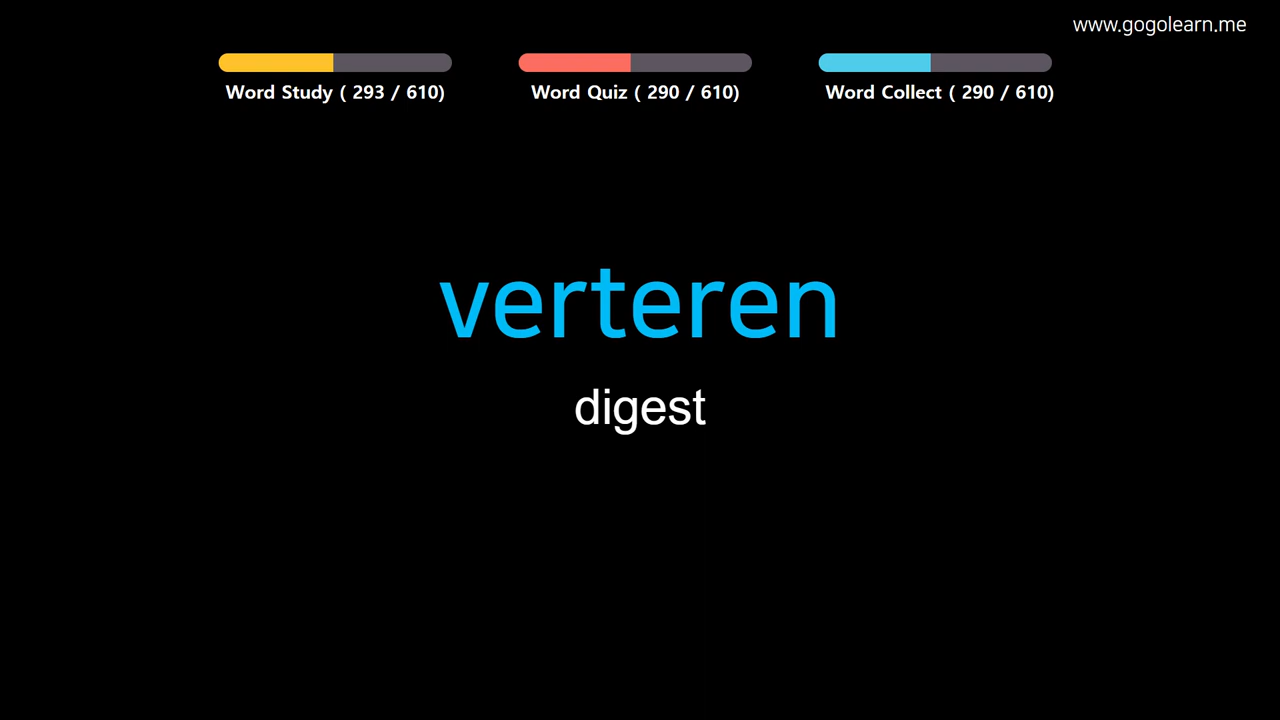 www.gogolearn.me
Word Study ( 293 / 610)
Word Quiz ( 290 / 610)
Word Collect ( 290 / 610)
verteren
digest